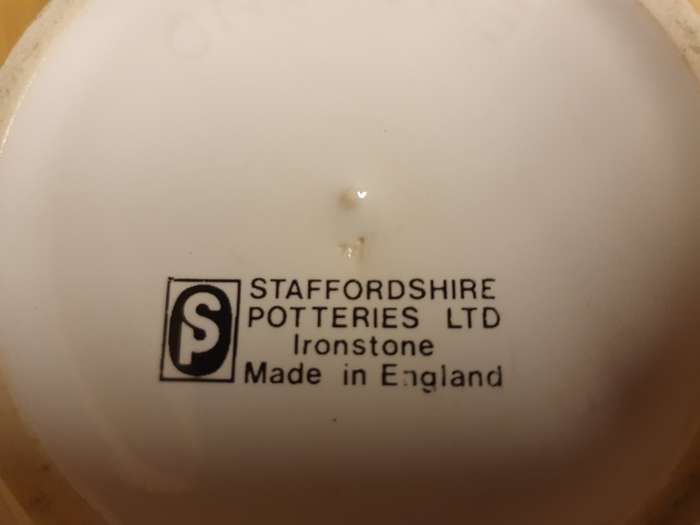 SP
STAFFORDSHIRE
POTTERIES LTD
Ironstone
Made in England